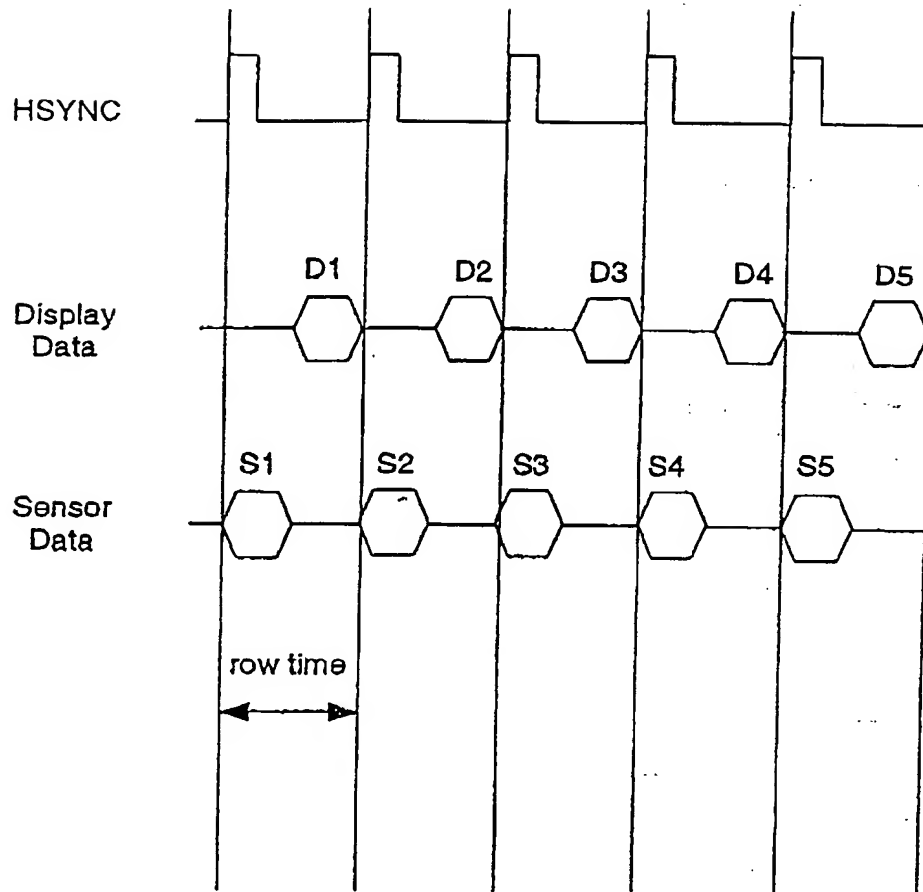 HSYNC
D1 D2 D3 D4 D5
Display
Data
S1 S2 S3 S4 S5
Sensor
Data
row time